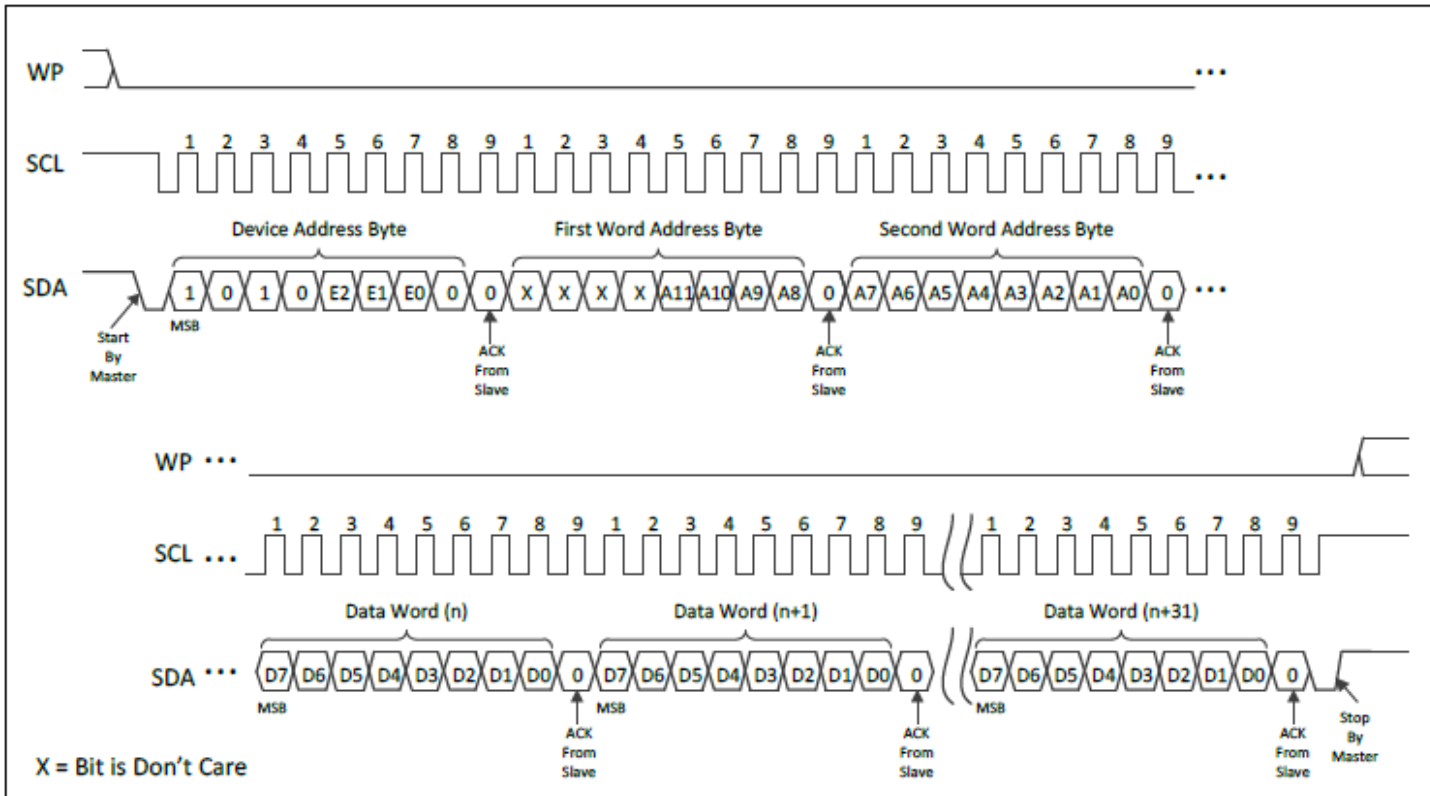 WP ...
1 2 3 4 5 6 7 8 9 1 2 3 4 5 6 7 8 9 1 2 3 4 5 6 7 8 9
SCL ...
Device Address Byte First Word Address Byte Second Word Address Byte
SDA 1 0 1 0 E2 E1 E0 0 0 X X X X A11 A10 A9 A8 0 A7 A6 A5 A4 A3 A2 A1 A0 0 ...
MSB
Start By Master
ACK From Slave
ACK From Slave
ACK From Slave
WP ...
1 2 3 4 5 6 7 8 9 1 2 3 4 5 6 7 8 9 1 2 3 4 5 6 7 8 9
SCL ...
Data Word (n) Data Word (n+1) Data Word (n+31)
SDA ... D7 D6 D5 D4 D3 D2 D1 D0 0 D7 D6 D5 D4 D3 D2 D1 D0 0 D7 D6 D5 D4 D3 D2 D1 D0 0
MSB MSB MSB
ACK From Slave
ACK From Slave
ACK From Slave
Stop By Master
X = Bit is Don't Care